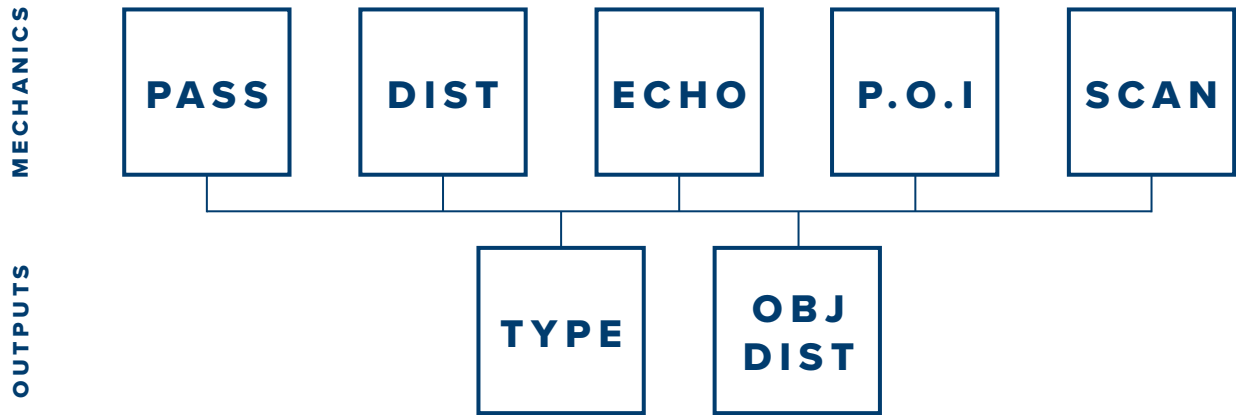 MECHANICS
PASS
DIST
ECHO
P.O.I
SCAN
OUTPUTS
TYPE
OBJ
DIST